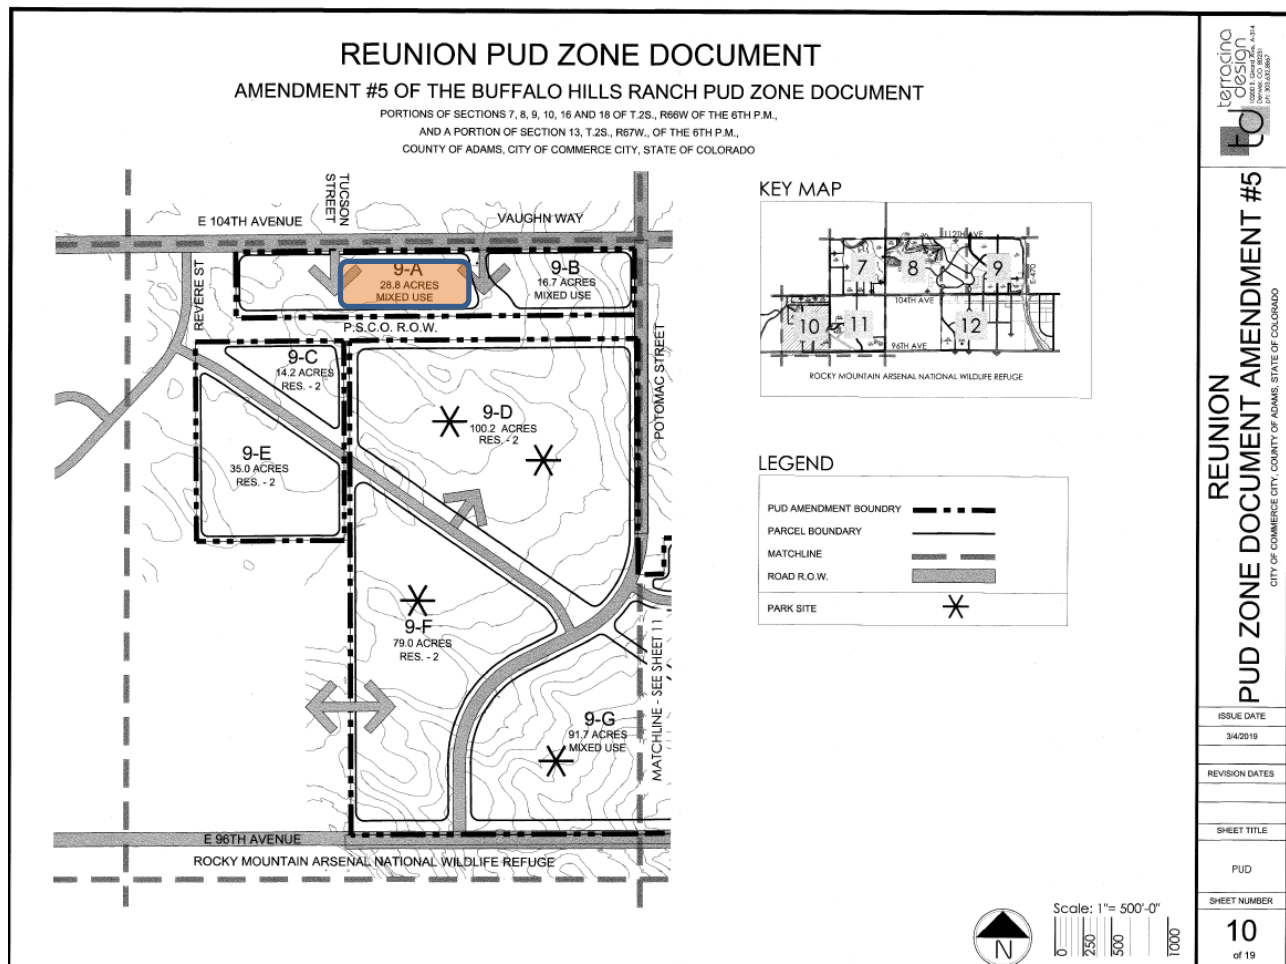 REUNION PUD ZONE DOCUMENT
AMENDMENT #5 OF THE BUFFALO HILLS RANCH PUD ZONE DOCUMENT
PORTIONS OF SECTIONS 7, 8, 9, 10, 16 AND 18 OF T.2S., R66W OF THE 6TH P.M.,
AND A PORTION OF SECTION 13, T.2S., R67W., OF THE 6TH P.M.,
COUNTY OF ADAMS, CITY OF COMMERCE CITY, STATE OF COLORADO
TUCSON
STREET
E 104TH AVENUE
VAUGHN WAY
REVERE ST
9-A
28.8 ACRES
MIXED USE
9-B
16.7 ACRES
MIXED USE
P.S.C.O. R.O.W.
9-C
14.2 ACRES
RES. - 2
9-D
100.2 ACRES
RES. - 2
POTOMAC STREET
9-E
35.0 ACRES
RES. - 2
9-F
79.0 ACRES
RES. - 2
9-G
91.7 ACRES
MIXED USE
MATCHLINE - SEE SHEET 11
E 96TH AVENUE
ROCKY MOUNTAIN ARSENAL NATIONAL WILDLIFE REFUGE
KEY MAP
112TH AVE
7
8
9
E-470
104TH AVE
10
11
12
96TH AVE
ROCKY MOUNTAIN ARSENAL NATIONAL WILDLIFE REFUGE
LEGEND
PUD AMENDMENT BOUNDRY
PARCEL BOUNDARY
MATCHLINE
ROAD R.O.W.
PARK SITE
N
Scale: 1"= 500'-0"
0
250
500
1000
td
terracina
design
Denver, CO 80231
REUNION
PUD ZONE DOCUMENT AMENDMENT #5
CITY OF COMMERCE CITY, COUNTY OF ADAMS, STATE OF COLORADO
ISSUE DATE
3/4/2019
REVISION DATES
SHEET TITLE
PUD
SHEET NUMBER
10
of 19